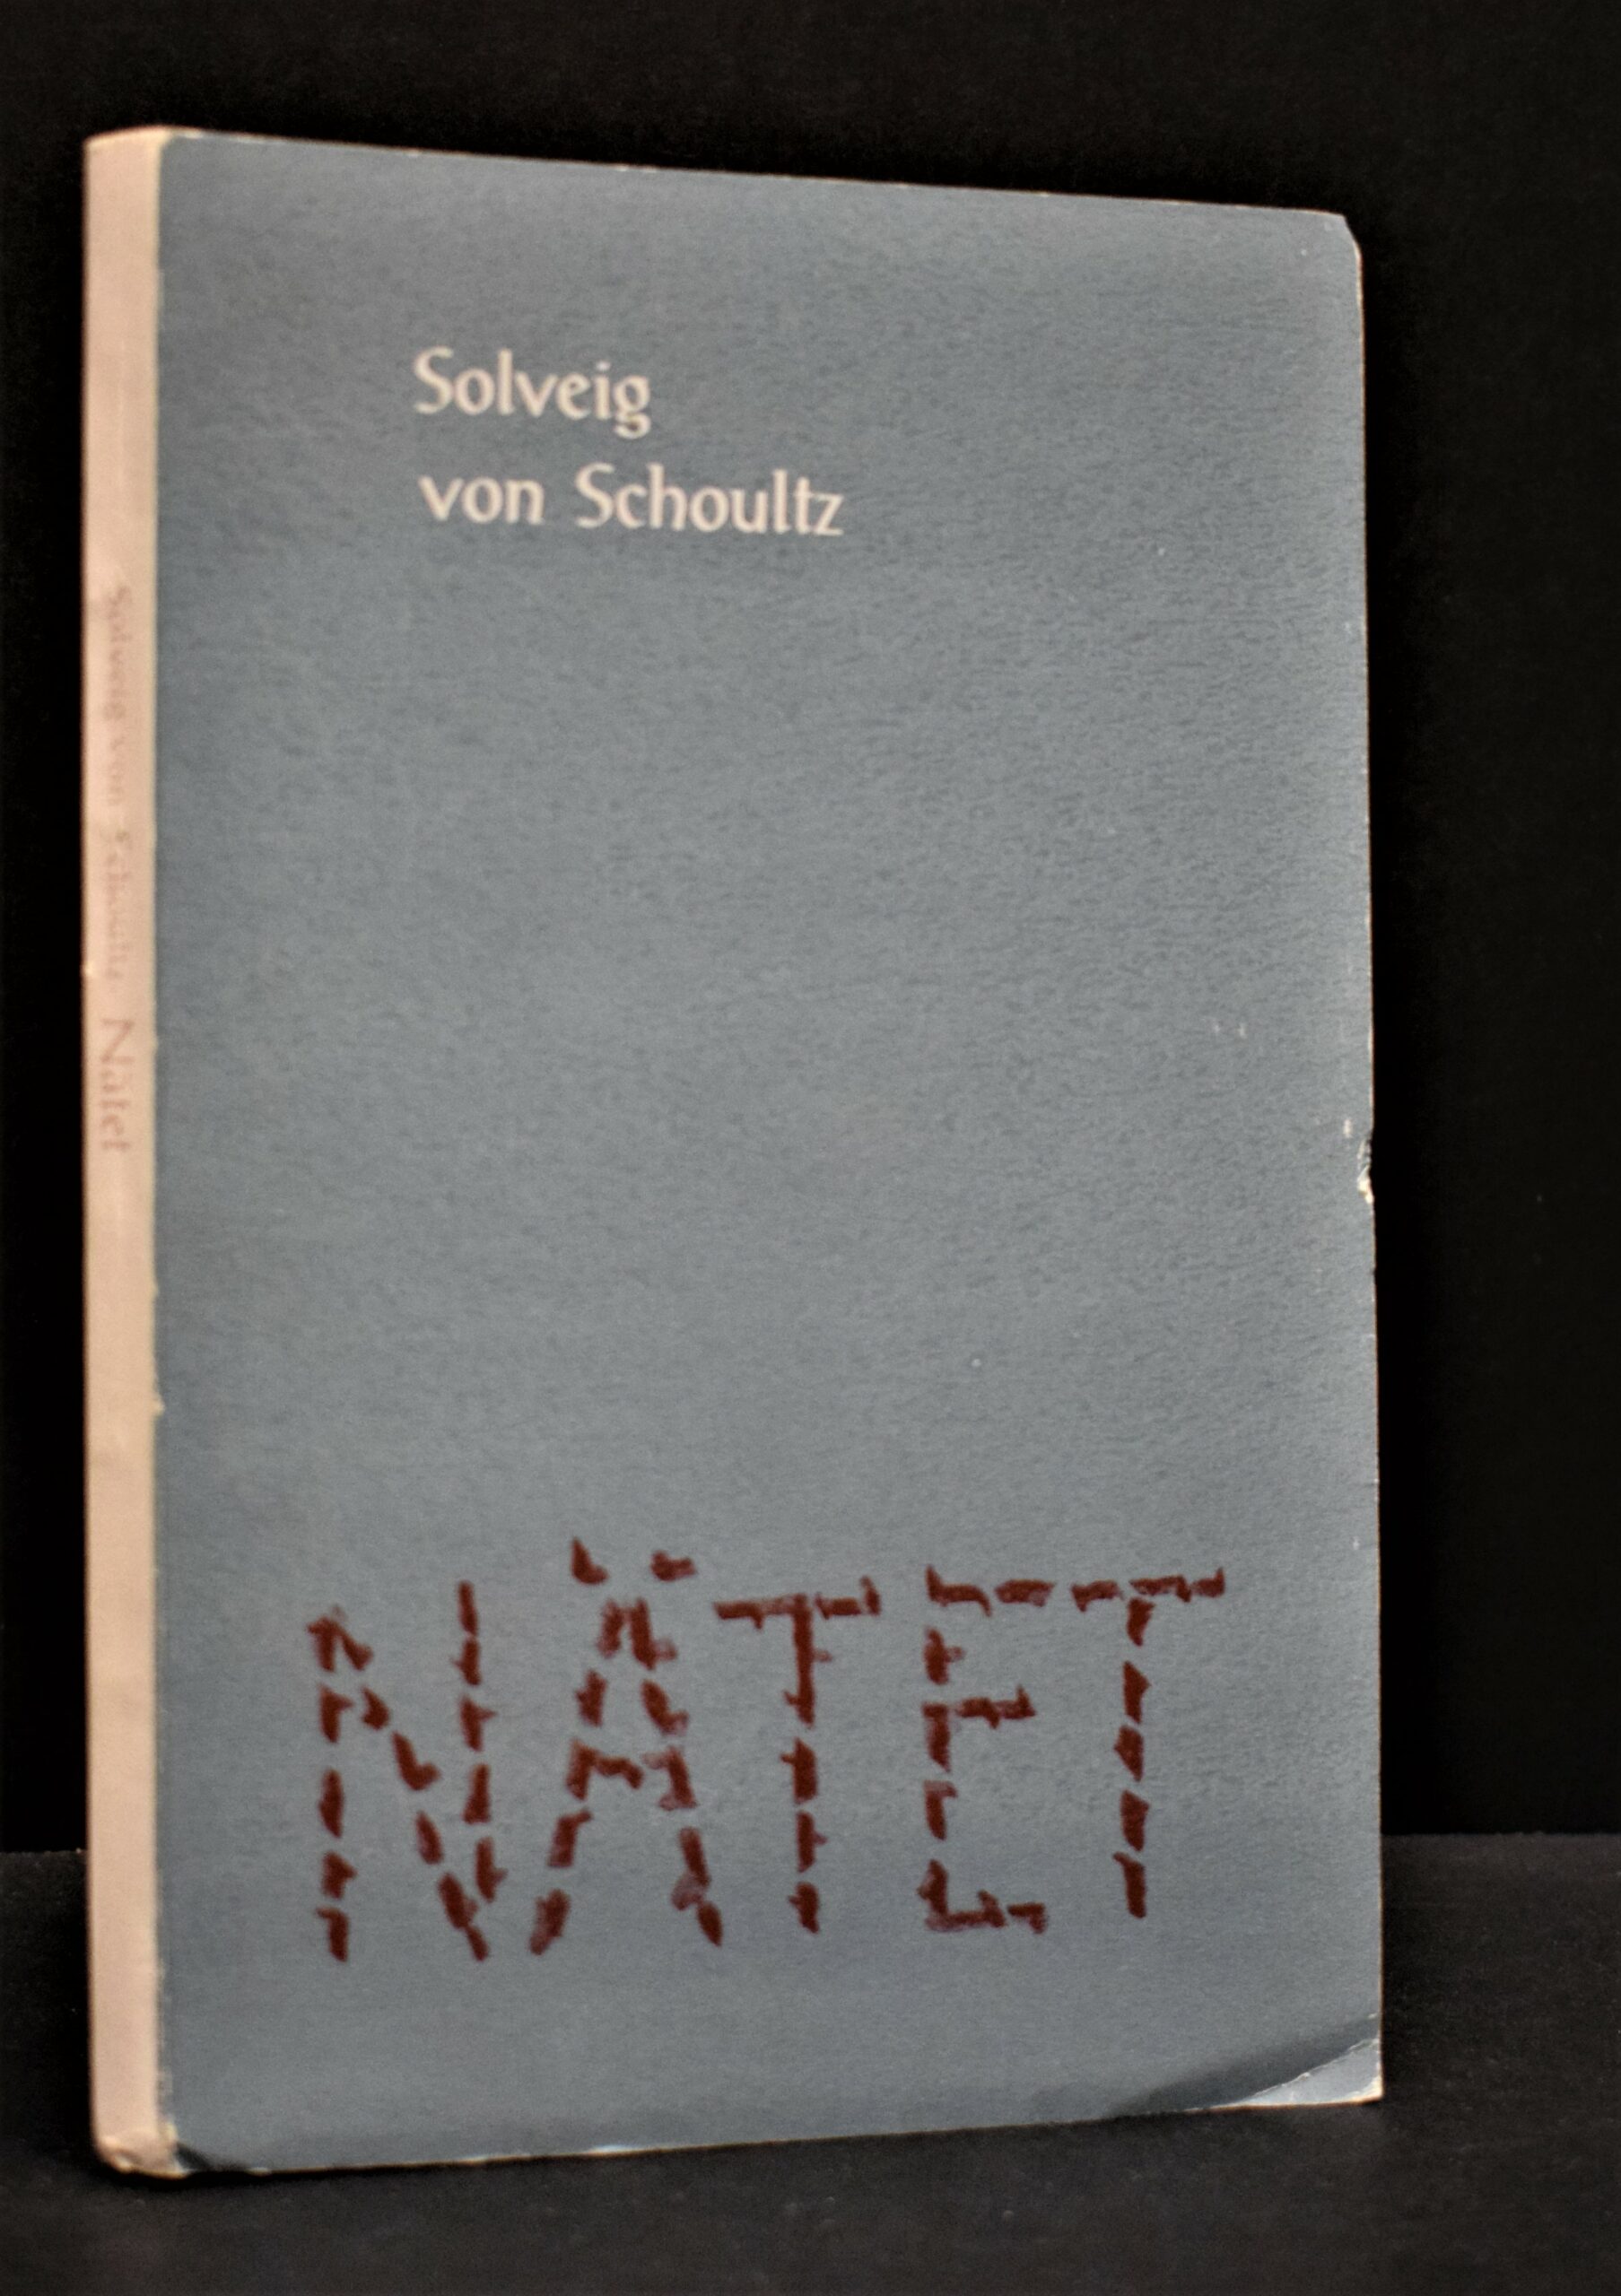 Solveig
von Schoultz
NÄTET
Solveig von Schoultz Nätet